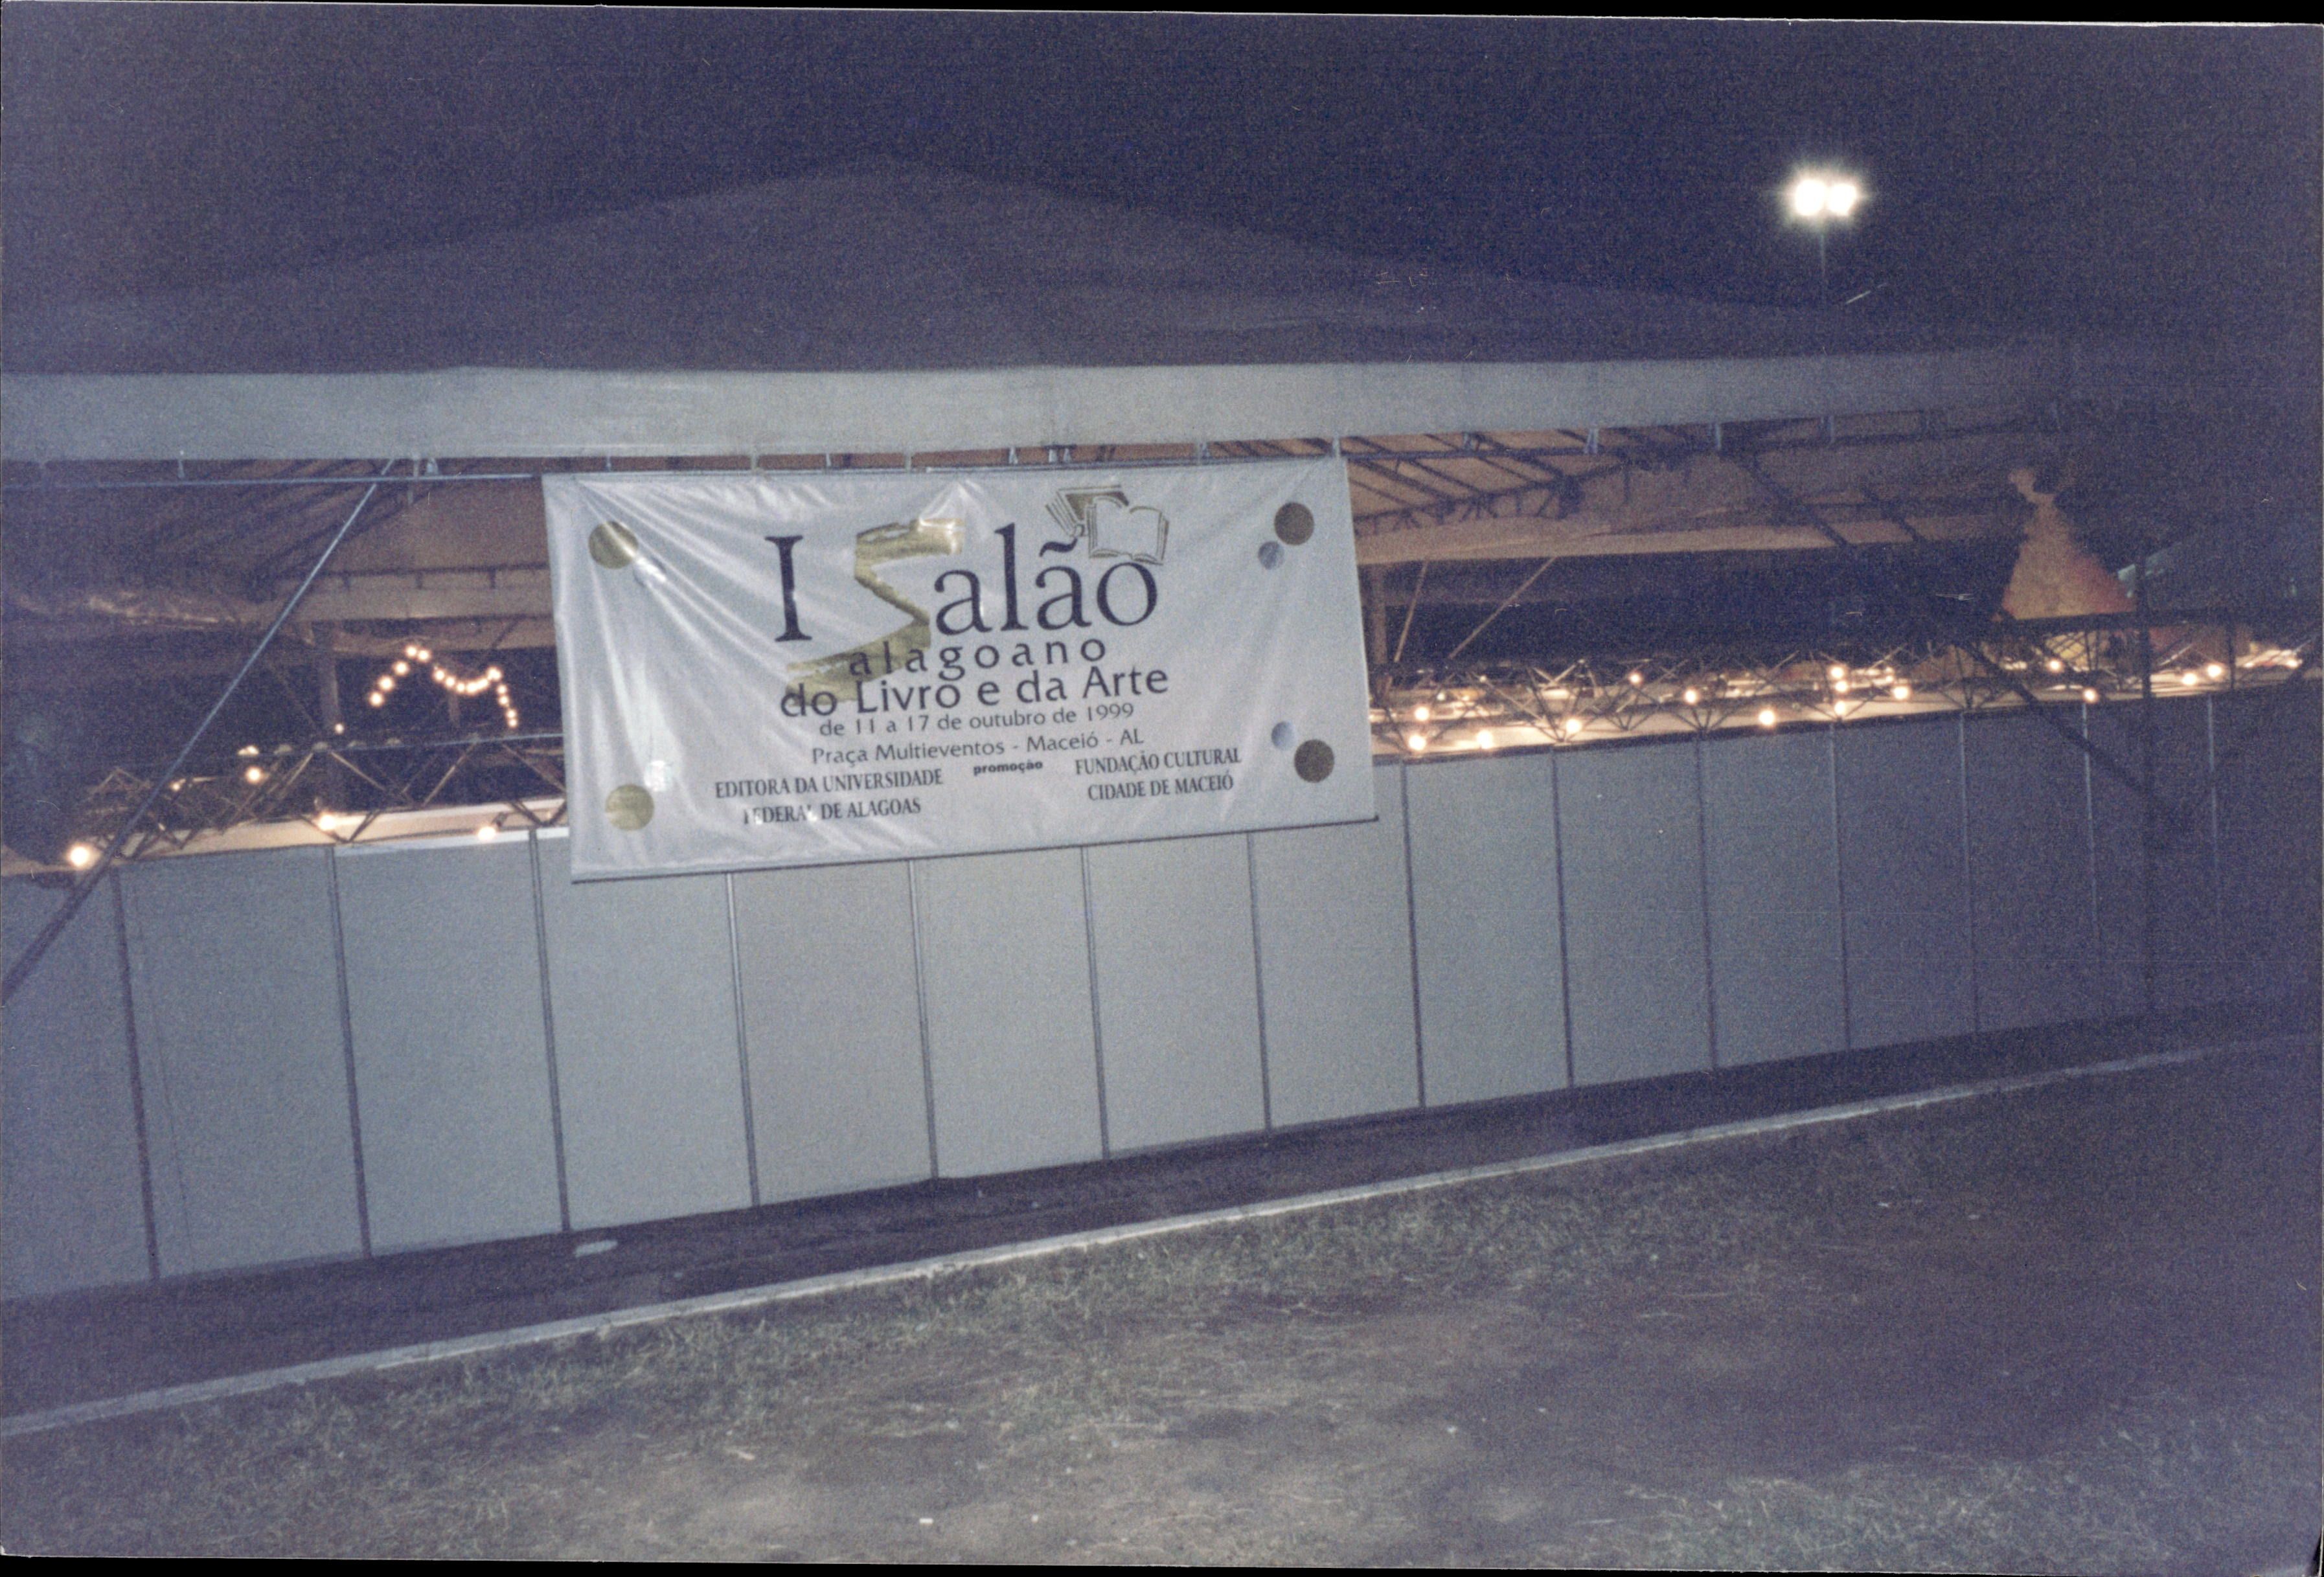 I Salão
alagoano
do Livro e da Arte
de 11 a 17 de outubro de 1999
Praça Multieventos - Maceió - AL
promoção
EDITORA DA UNIVERSIDADE
FEDERAL DE ALAGOAS
FUNDAÇÃO CULTURAL
CIDADE DE MACEIÓ